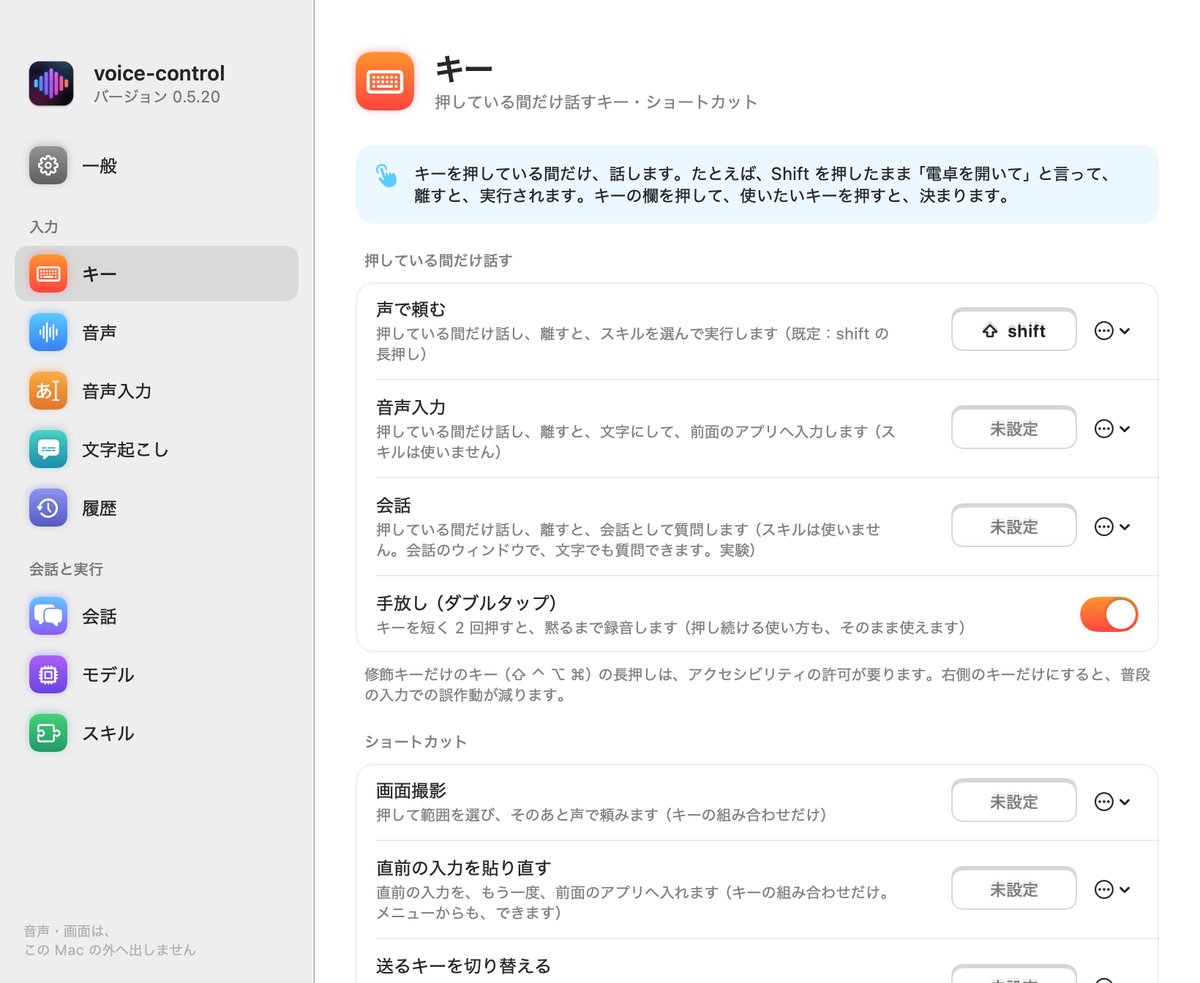 voice-control
バージョン 0.5.20
一般
入力
キー
音声
あ
音声入力
文字起こし
履歴
会話と実行
会話
モデル
スキル
音声・画面は、
この Mac の外へ出しません
キー
押している間だけ話すキー・ショートカット
キーを押している間だけ、話します。たとえば、Shift を押したまま「電卓を開いて」と言って、
離すと、実行されます。キーの欄を押して、使いたいキーを押すと、決まります。
押している間だけ話す
声で頼む
押している間だけ話し、離すと、スキルを選んで実行します（既定：shift の
長押し）
⇧ shift
音声入力
押している間だけ話し、離すと、文字にして、前面のアプリへ入力します（ス
キルは使いません）
未設定
会話
押している間だけ話し、離すと、会話として質問します（スキルは使いませ
ん。会話のウィンドウで、文字でも質問できます。実験）
未設定
手放し（ダブルタップ）
キーを短く 2 回押すと、黙るまで録音します（押し続ける使い方も、そのまま使えます）
修飾キーだけのキー（⇧ ⌃ ⌥ ⌘）の長押しは、アクセシビリティの許可が要ります。右側のキーだけにすると、普段
の入力での誤作動が減ります。
ショートカット
画面撮影
押して範囲を選び、そのあと声で頼みます（キーの組み合わせだけ）
未設定
直前の入力を貼り直す
直前の入力を、もう一度、前面のアプリへ入れます（キーの組み合わせだけ。
メニューからも、できます）
未設定
送るキーを切り替える